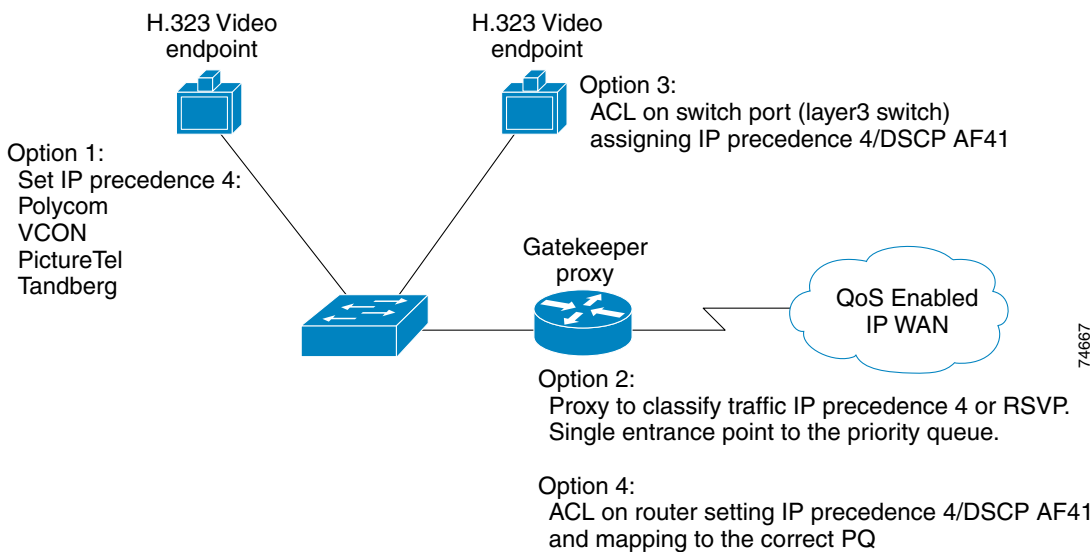 H.323 Video
endpoint
H.323 Video
endpoint
Option 3:
ACL on switch port (layer3 switch)
assigning IP precedence 4/DSCP AF41
Option 1:
Set IP precedence 4:
Polycom
VCON
PictureTel
Tandberg
Gatekeeper
proxy
QoS Enabled
IP WAN
74667
Option 2:
Proxy to classify traffic IP precedence 4 or RSVP.
Single entrance point to the priority queue.
Option 4:
ACL on router setting IP precedence 4/DSCP AF41
and mapping to the correct PQ